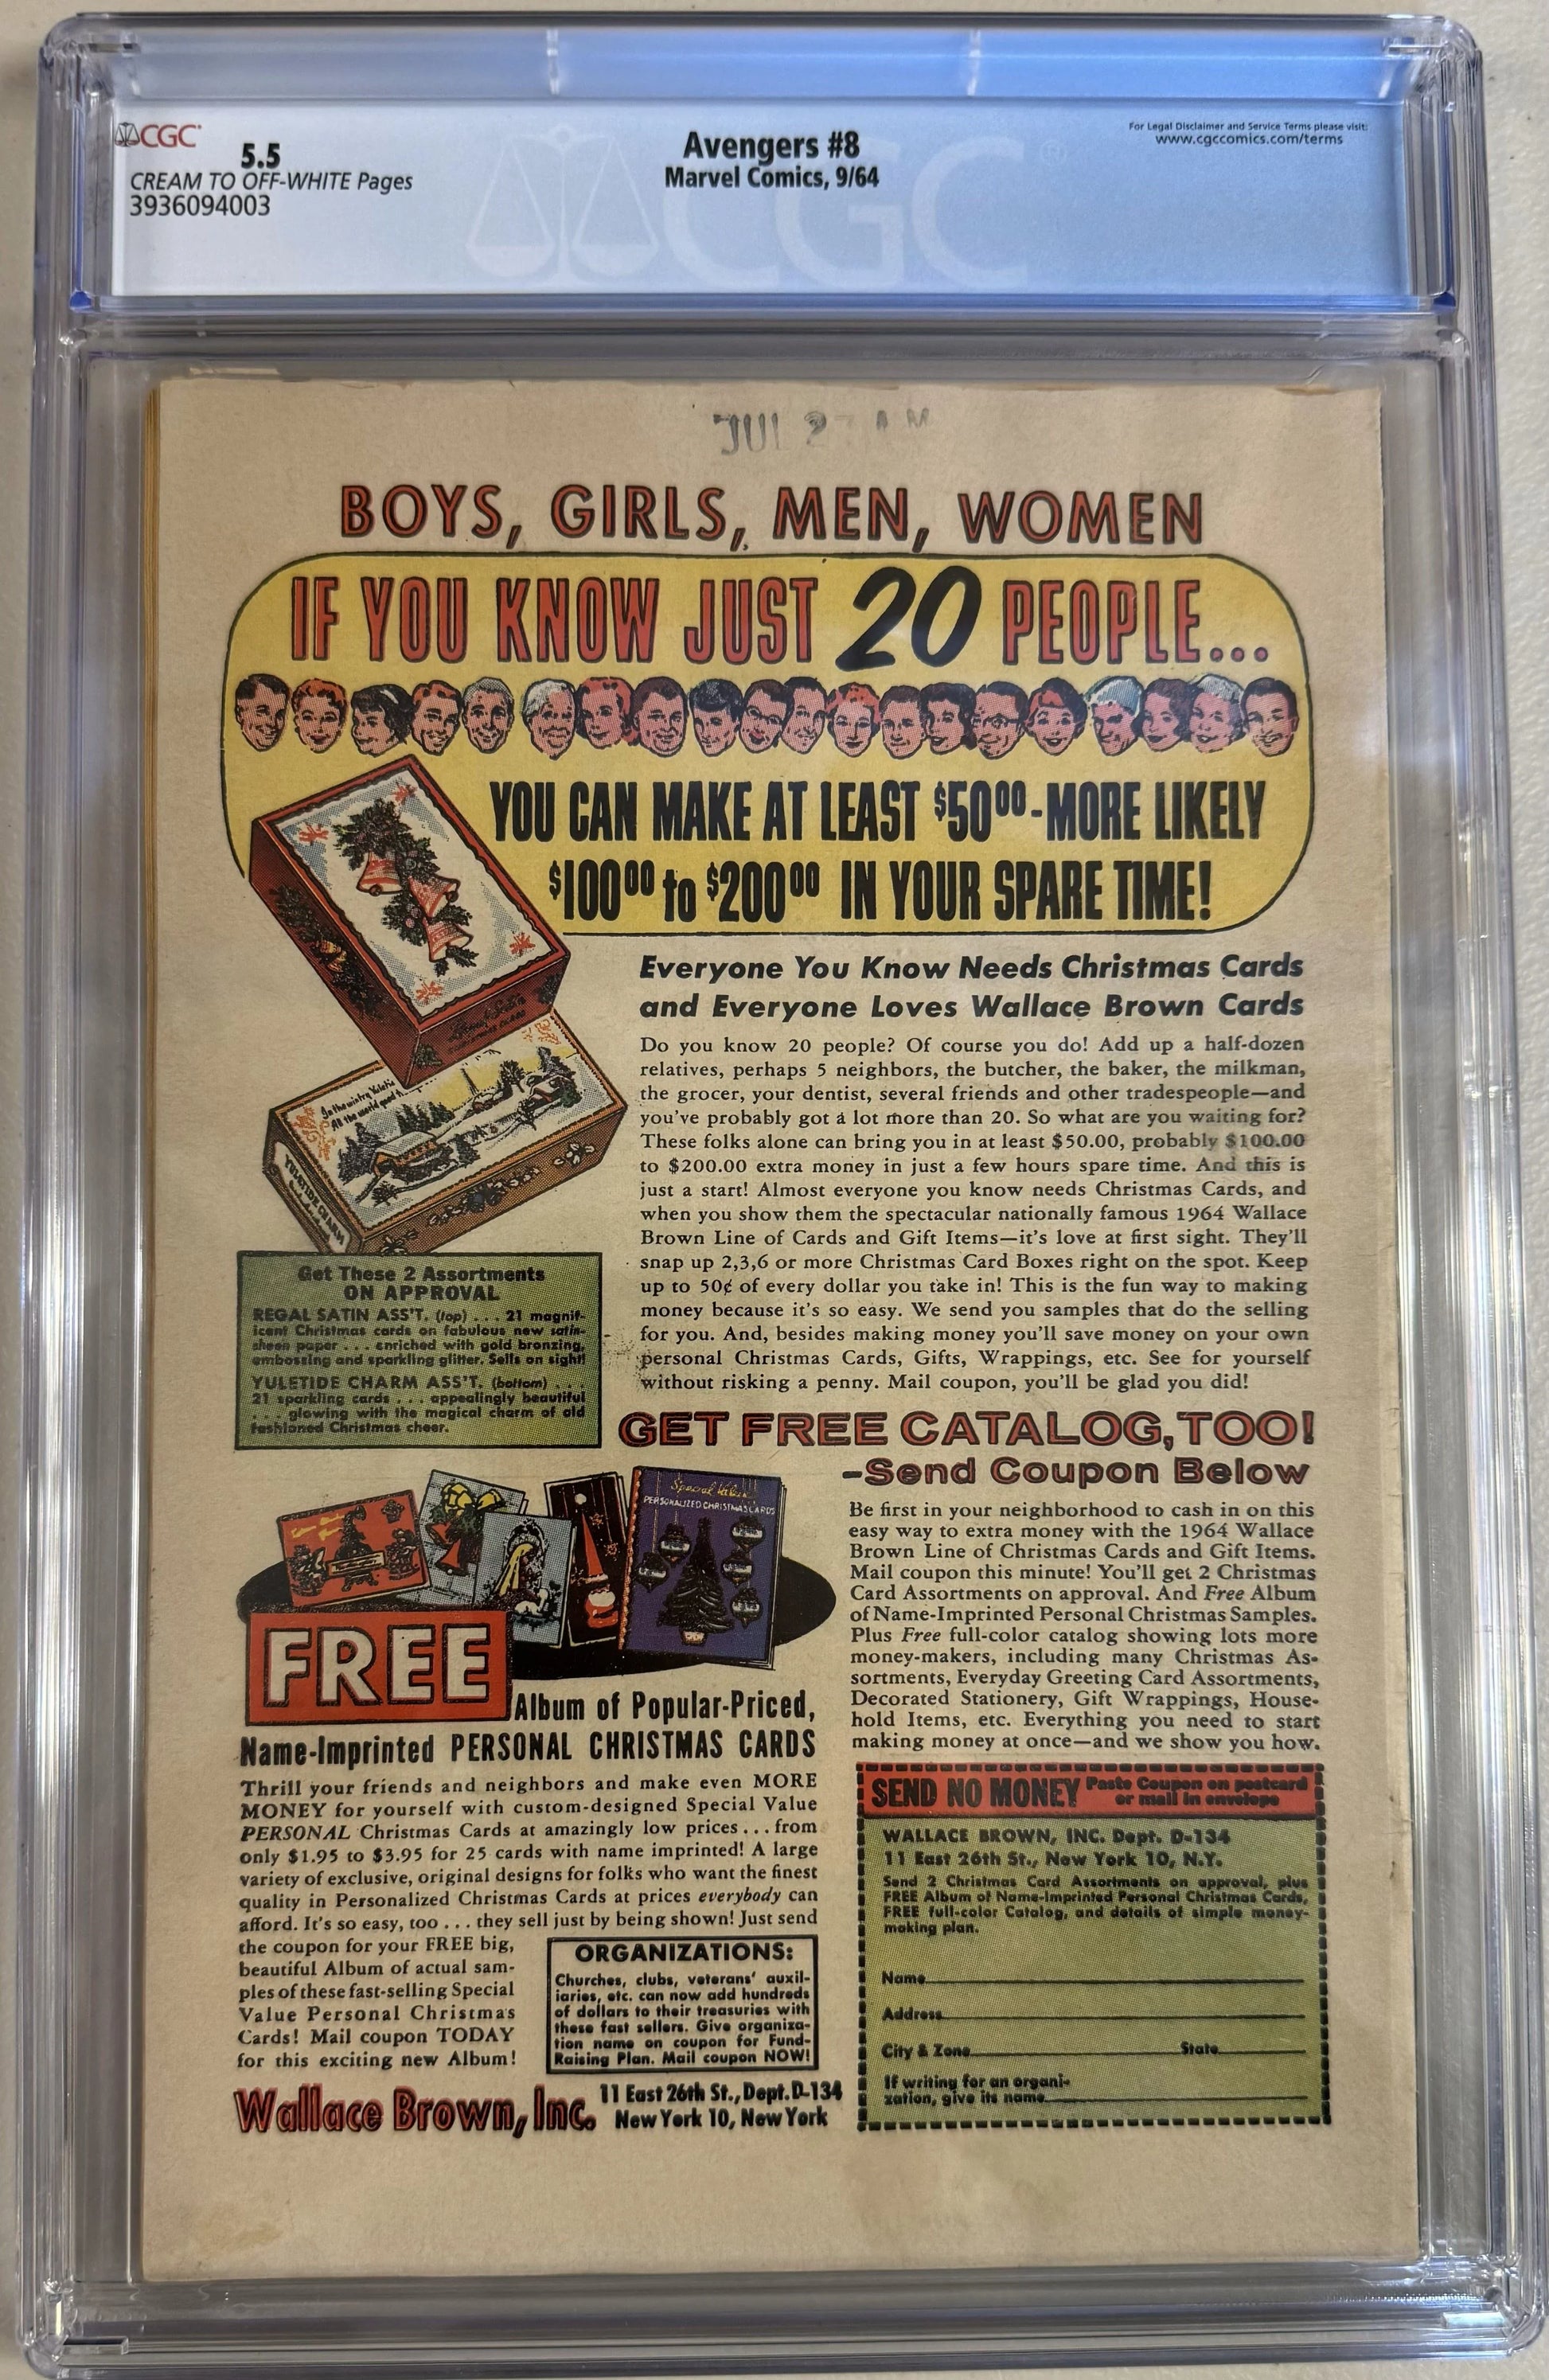 CGC
5.5
CREAM TO OFF-WHITE Pages
3936094003
Avengers #8
Marvel Comics, 9/64
For Legal Disclaimer and Service Terms please visit:
www.cgccomics.com/terms
CGC
JUL 2 AM
BOYS, GIRLS, MEN, WOMEN
IF YOU KNOW JUST 20 PEOPLE...
YOU CAN MAKE AT LEAST $50⁰⁰-MORE LIKELY
$100⁰⁰ to $200⁰⁰ IN YOUR SPARE TIME!
Everyone You Know Needs Christmas Cards
and Everyone Loves Wallace Brown Cards
Do you know 20 people? Of course you do! Add up a half-dozen
relatives, perhaps 5 neighbors, the butcher, the baker, the milkman,
the grocer, your dentist, several friends and other tradespeople—and
you've probably got a lot more than 20. So what are you waiting for?
These folks alone can bring you in at least $50.00, probably $100.00
to $200.00 extra money in just a few hours spare time. And this is
just a start! Almost everyone you know needs Christmas Cards, and
when you show them the spectacular nationally famous 1964 Wallace
Brown Line of Cards and Gift Items—it's love at first sight. They'll
snap up 2,3,6 or more Christmas Card Boxes right on the spot. Keep
up to 50¢ of every dollar you take in! This is the fun way to making
money because it's so easy. We send you samples that do the selling
for you. And, besides making money you'll save money on your own
personal Christmas Cards, Gifts, Wrappings, etc. See for yourself
without risking a penny. Mail coupon, you'll be glad you did!
In the wintry Yuletide
All the world
YULETIDE CHARM
Get These 2 Assortments
ON APPROVAL
REGAL SATIN ASS'T. (top) . . . 21 magnif-
icent Christmas cards on fabulous new satin-
sheen paper . . . enriched with gold bronzing,
embossing and sparkling glitter. Sells on sight!
YULETIDE CHARM ASS'T. (bottom) . . .
21 sparkling cards . . . appealingly beautiful
. . . glowing with the magical charm of old
fashioned Christmas cheer.
GET FREE CATALOG, TOO!
-Send Coupon Below
Be first in your neighborhood to cash in on this
easy way to extra money with the 1964 Wallace
Brown Line of Christmas Cards and Gift Items.
Mail coupon this minute! You'll get 2 Christmas
Card Assortments on approval. And Free Album
of Name-Imprinted Personal Christmas Samples.
Plus Free full-color catalog showing lots more
money-makers, including many Christmas As-
sortments, Everyday Greeting Card Assortments,
Decorated Stationery, Gift Wrappings, House-
hold Items, etc. Everything you need to start
making money at once—and we show you how.
Special Value
PERSONALIZED CHRISTMAS CARDS
FREE
Album of Popular-Priced,
Name-Imprinted PERSONAL CHRISTMAS CARDS
Thrill your friends and neighbors and make even MORE
MONEY for yourself with custom-designed Special Value
PERSONAL Christmas Cards at amazingly low prices . . . from
only $1.95 to $3.95 for 25 cards with name imprinted! A large
variety of exclusive, original designs for folks who want the finest
quality in Personalized Christmas Cards at prices everybody can
afford. It's so easy, too . . . they sell just by being shown! Just send
the coupon for your FREE big,
beautiful Album of actual sam-
ples of these fast-selling Special
Value Personal Christmas
Cards! Mail coupon TODAY
for this exciting new Album!
ORGANIZATIONS:
Churches, clubs, veterans' auxil-
iaries, etc. can now add hundreds
of dollars to their treasuries with
these fast sellers. Give organiza-
tion name on coupon for Fund-
Raising Plan. Mail coupon NOW!
Wallace Brown, Inc.
11 East 26th St., Dept. D-134
New York 10, New York
SEND NO MONEY
Paste Coupon on postcard
or mail in envelope
WALLACE BROWN, INC. Dept. D-134
11 East 26th St., New York 10, N.Y.
Send 2 Christmas Card Assortments on approval, plus
FREE Album of Name-Imprinted Personal Christmas Cards,
FREE full-color Catalog, and details of simple money-
making plan.
Name
Address
City & Zone State
If writing for an organi-
zation, give its name